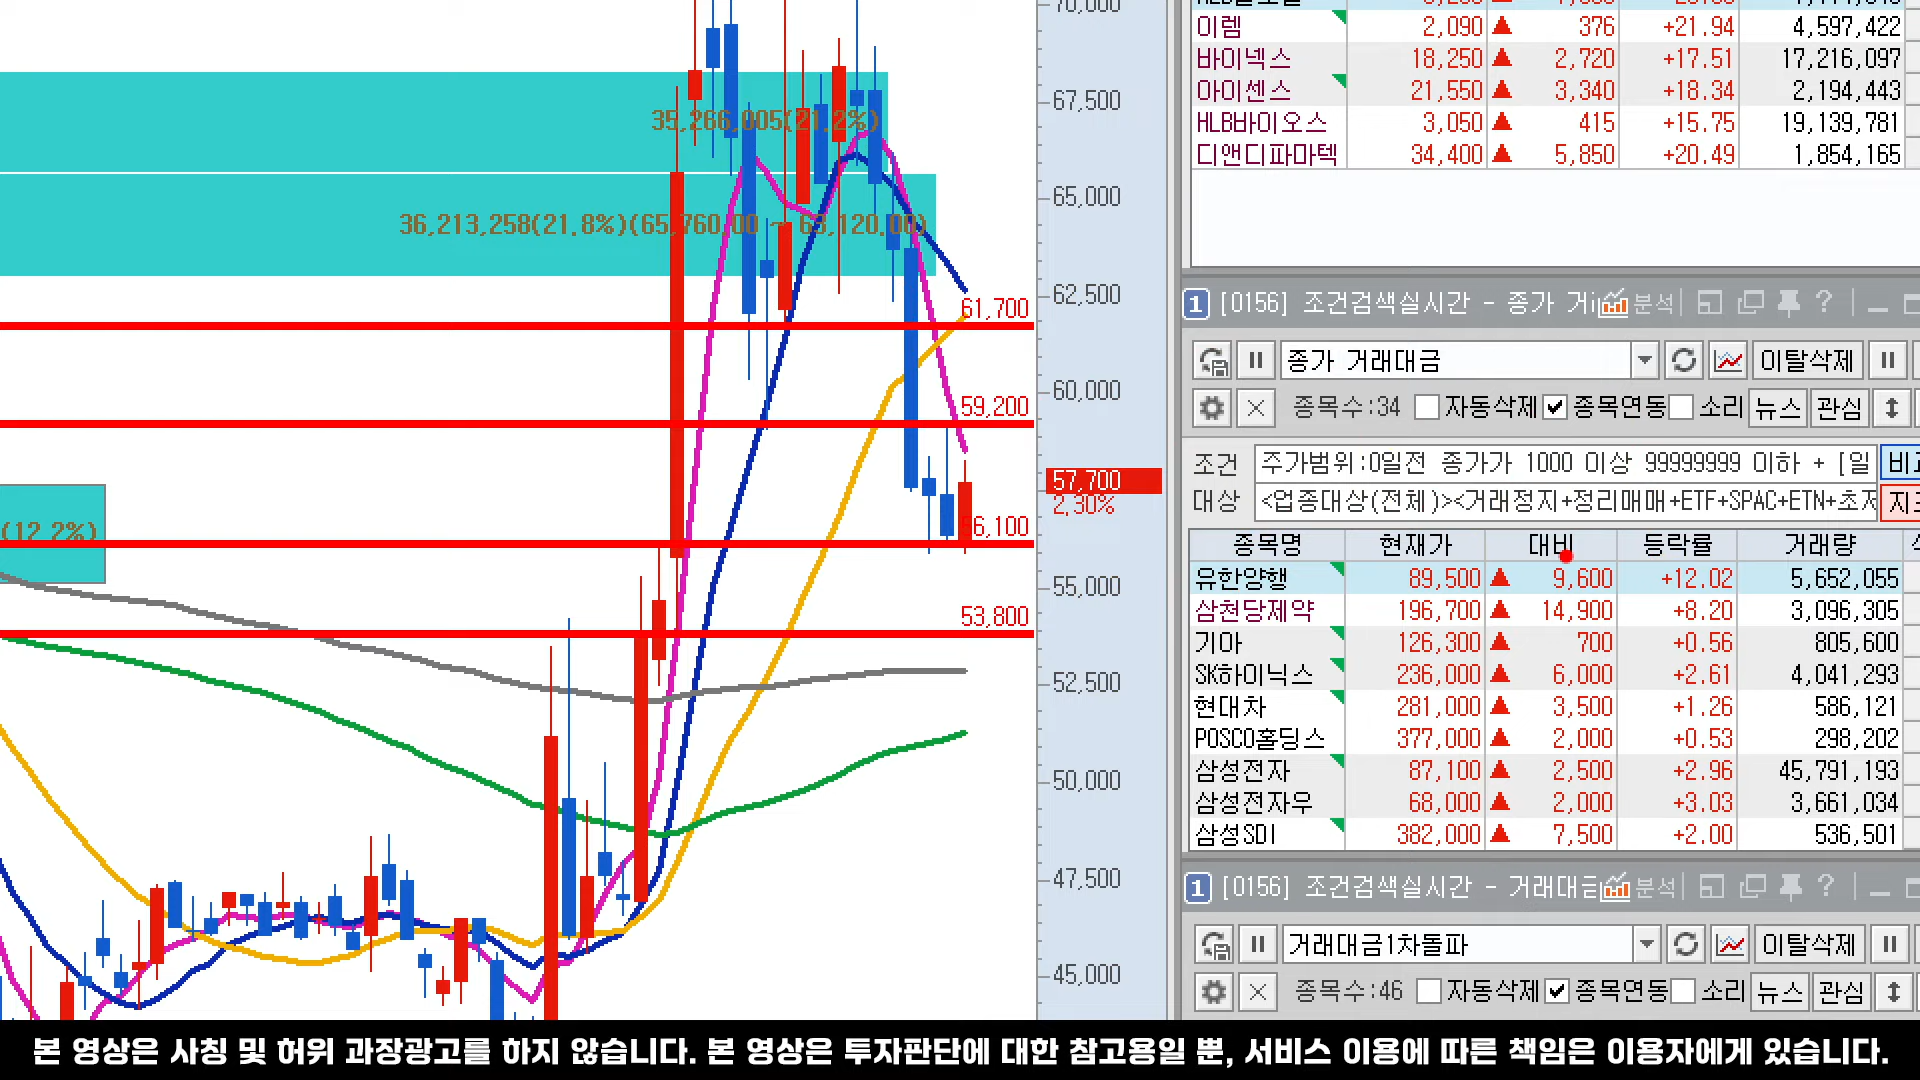 70,000
67,500
65,000
62,500
60,000
57,700
2.30%
55,000
52,500
50,000
47,500
45,000
35,266,005(21.2%)
36,213,258(21.8%)(65,760.00 ~ 63,120.00)
61,700
59,200
(12.2%)
56,100
53,800
이렘 2,090 ▲ 376 +21.94 4,597,422
바이넥스 18,250 ▲ 2,720 +17.51 17,216,097
아이센스 21,550 ▲ 3,340 +18.34 2,194,443
HLB바이오스 3,050 ▲ 415 +15.75 19,139,781
디앤디파마텍 34,400 ▲ 5,850 +20.49 1,854,165
1 [0156] 조건검색실시간 - 종가 거 분석 ?
종가 거래대금 이탈삭제
종목수:34 자동삭제 종목연동 소리 뉴스 관심
조건 주가범위:0일전 종가가 1000 이상 99999999 이하 + [일
대상 <업종대상(전체)><거래정지+정리매매+ETF+SPAC+ETN+초저
종목명 현재가 대비 등락률 거래량
유한양행 89,500 ▲ 9,600 +12.02 5,652,055
삼천당제약 196,700 ▲ 14,900 +8.20 3,096,305
기아 126,300 ▲ 700 +0.56 805,600
SK하이닉스 236,000 ▲ 6,000 +2.61 4,041,293
현대차 281,000 ▲ 3,500 +1.26 586,121
POSCO홀딩스 377,000 ▲ 2,000 +0.53 298,202
삼성전자 87,100 ▲ 2,500 +2.96 45,791,193
삼성전자우 68,000 ▲ 2,000 +3.03 3,661,034
삼성SDI 382,000 ▲ 7,500 +2.00 536,501
1 [0156] 조건검색실시간 - 거래대금 분석 ?
거래대금1차돌파 이탈삭제
종목수:46 자동삭제 종목연동 소리 뉴스 관심
본 영상은 사칭 및 허위 과장광고를 하지 않습니다. 본 영상은 투자판단에 대한 참고용일 뿐, 서비스 이용에 따른 책임은 이용자에게 있습니다.